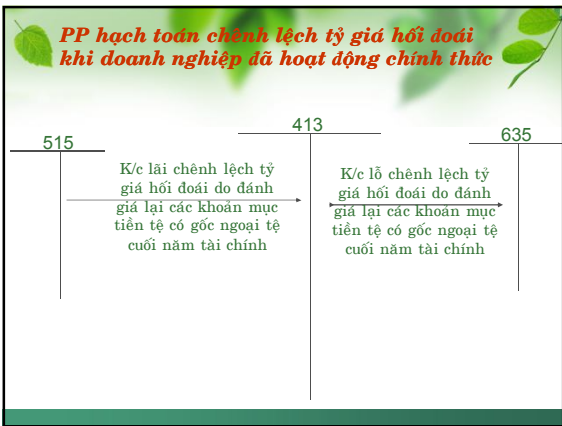 PP hạch toán chênh lệch tỷ giá hối đoái
khi doanh nghiệp đã hoạt động chính thức
413
515
635
K/c lãi chênh lệch tỷ
giá hối đoái do đánh
giá lại các khoản mục
tiền tệ có gốc ngoại tệ
cuối năm tài chính
K/c lỗ chênh lệch tỷ
giá hối đoái do đánh
giá lại các khoản mục
tiền tệ có gốc ngoại tệ
cuối năm tài chính